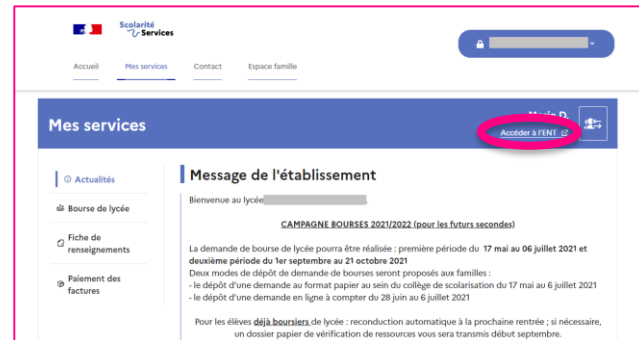 Scolarité
Services
Accueil Mes services Contact Espace famille
Mes services
Accéder à l'ENT
Actualités
Bourse de lycée
Fiche de
renseignements
Paiement des
factures
Message de l'établissement
Bienvenue au lycée
CAMPAGNE BOURSES 2021/2022 (pour les futurs secondes)
La demande de bourse de lycée pourra être réalisée : première période du 17 mai au 06 juillet 2021 et
deuxième période du 1er septembre au 21 octobre 2021
Deux modes de dépôt de demande de bourses seront proposés aux familles :
- le dépôt d'une demande au format papier au sein du collège de scolarisation du 17 mai au 6 juillet 2021
- le dépôt d'une demande en ligne à compter du 28 juin au 6 juillet 2021
Pour les élèves déjà boursiers de lycée : reconduction automatique à la prochaine rentrée ; si nécessaire,
un dossier papier de vérification de ressources vous sera transmis début septembre.